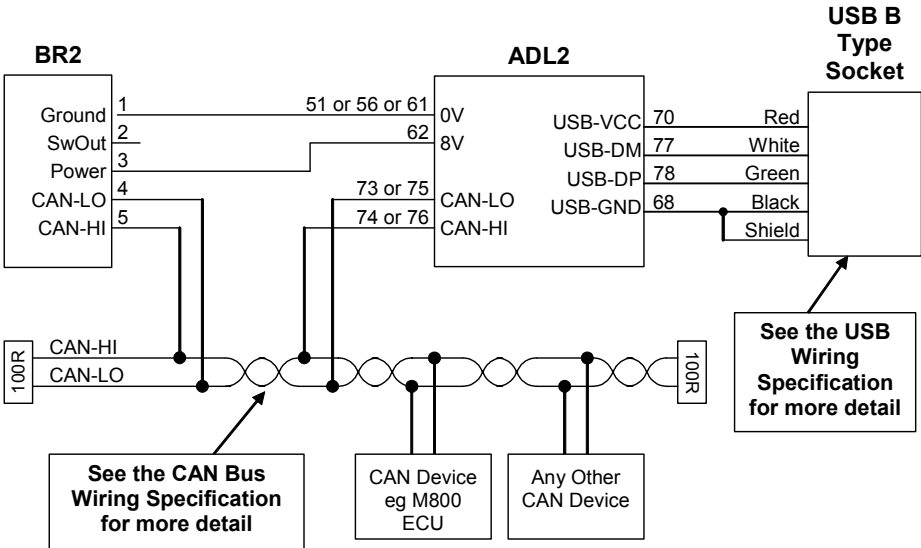 BR2
ADL2
USB B
Type
Socket
Ground
1
SwOut
2
Power
3
CAN-LO
4
CAN-HI
5
51 or 56 or 61
0V
62
8V
73 or 75
CAN-LO
74 or 76
CAN-HI
USB-VCC
70
Red
USB-DM
77
White
USB-DP
78
Green
USB-GND
68
Black
Shield
100R
CAN-HI
CAN-LO
100R
See the USB
Wiring
Specification
for more detail
See the CAN Bus
Wiring Specification
for more detail
CAN Device
eg M800
ECU
Any Other
CAN Device